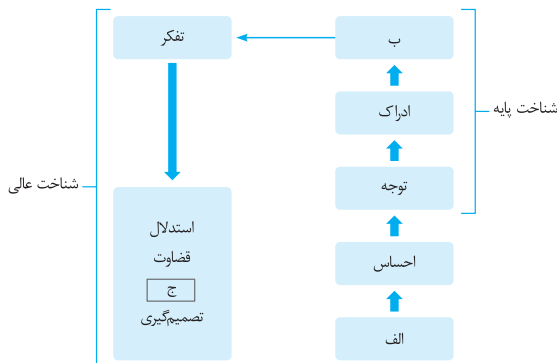 ب
ادراک
توجه
احساس
الف
شناخت پایه
تفکر
استدلال
قضاوت
ج
تصمیم‌گیری
شناخت عالی